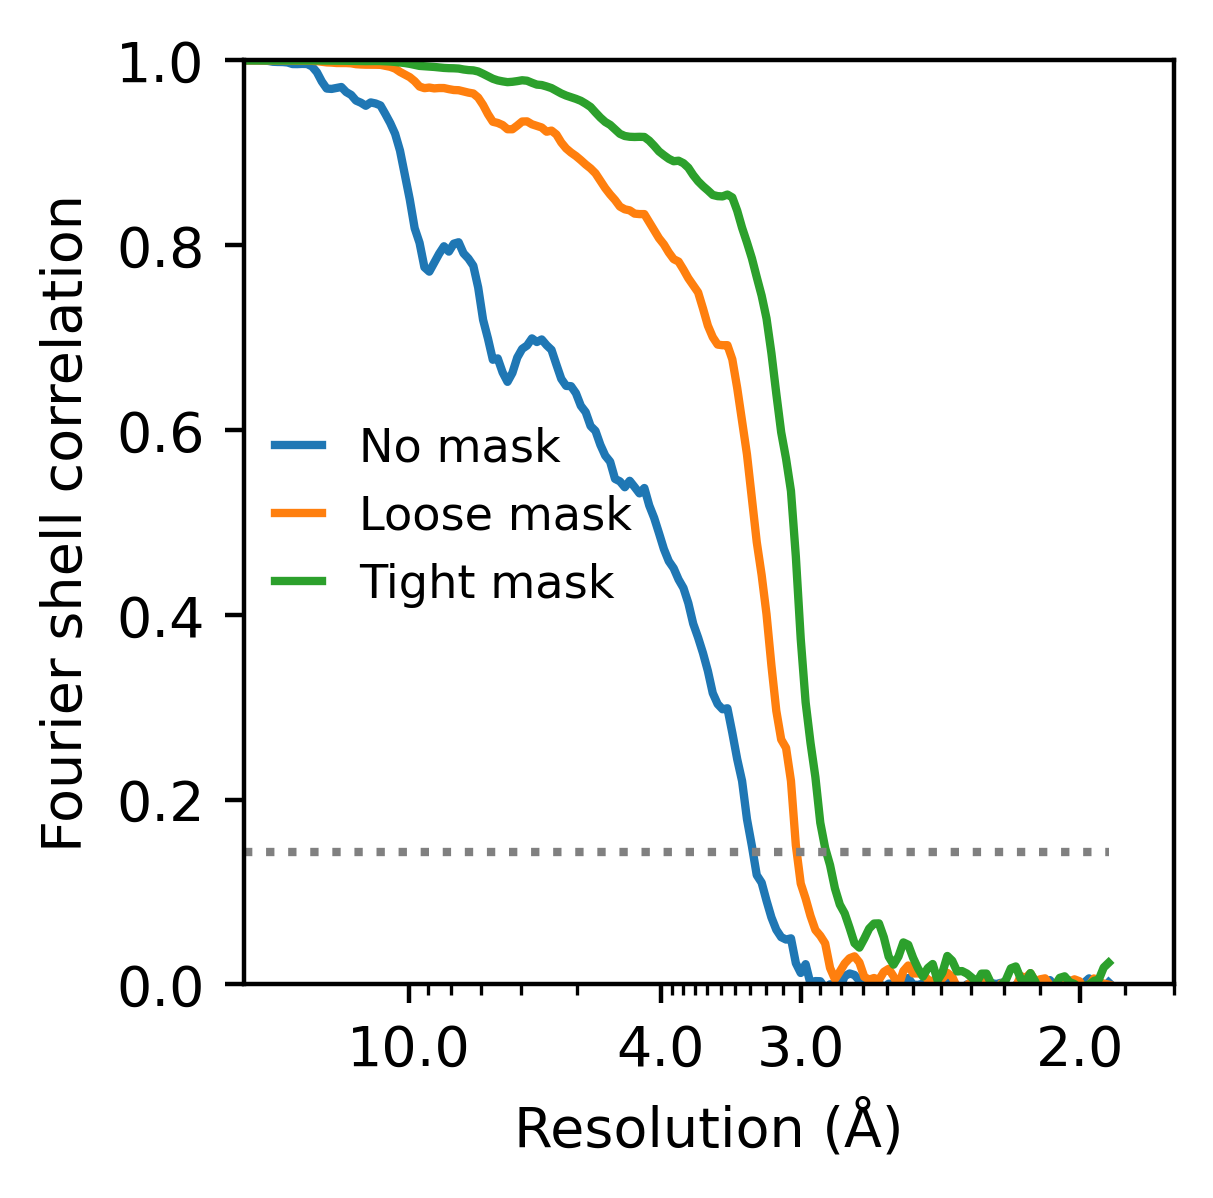 1.0
0.8
0.6
0.4
0.2
0.0
Fourier shell correlation
No mask
Loose mask
Tight mask
10.0 4.0 3.0 2.0
Resolution (Å)